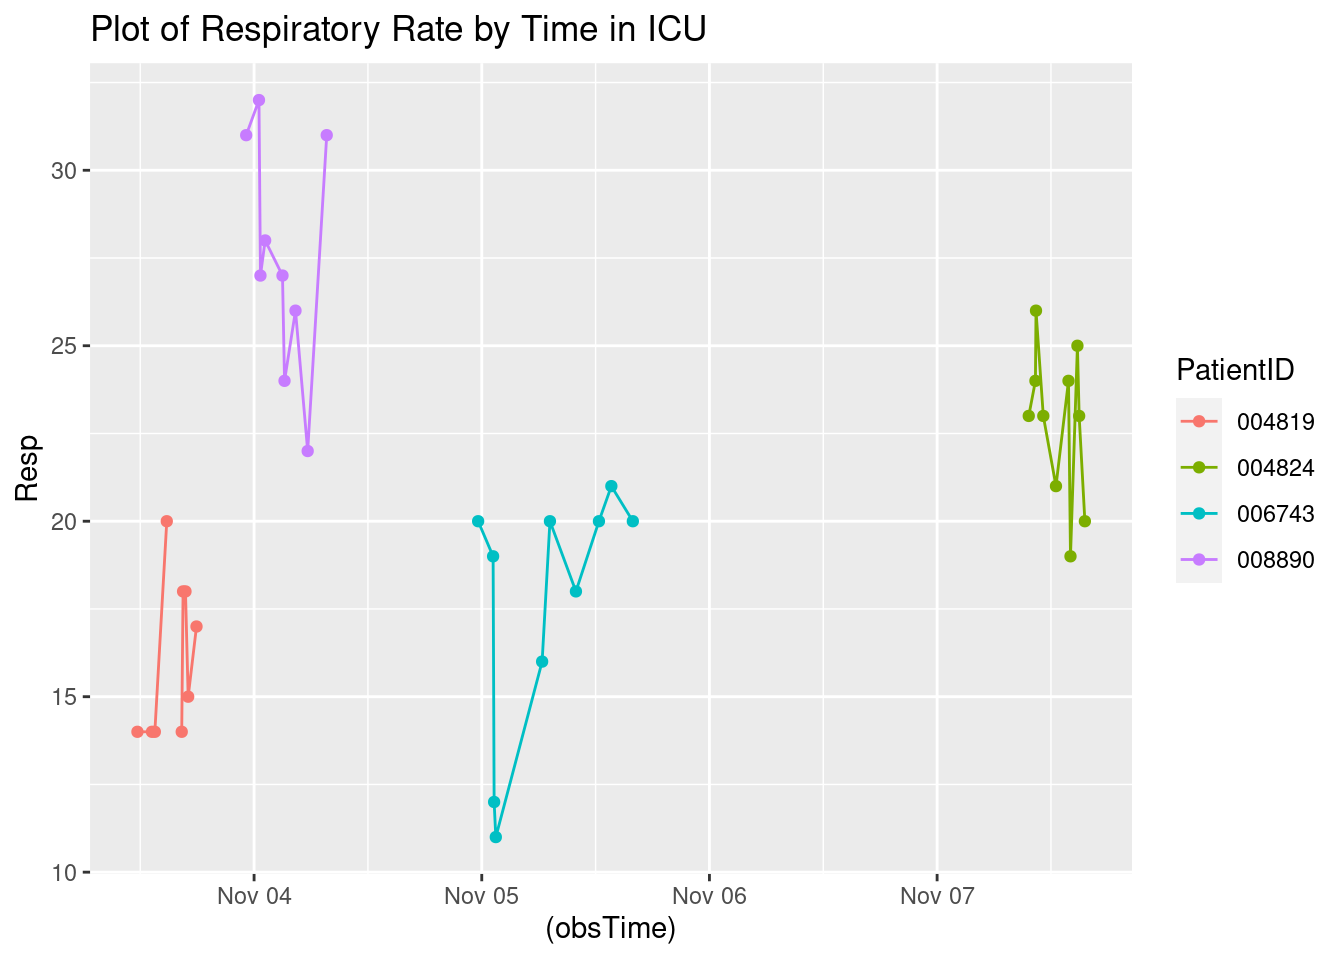 Plot of Respiratory Rate by Time in ICU
Resp
30
25
20
15
10
Nov 04 Nov 05 Nov 06 Nov 07
(obsTime)
PatientID
004819
004824
006743
008890